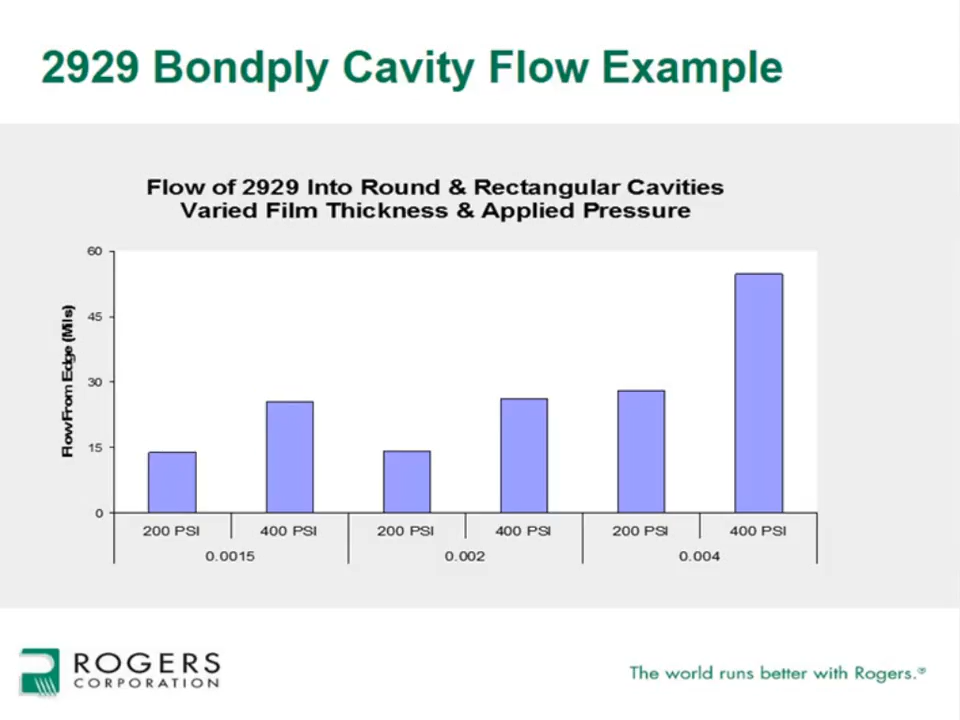 2929 Bondply Cavity Flow Example
Flow of 2929 Into Round & Rectangular Cavities
Varied Film Thickness & Applied Pressure
Flow From Edge (Mils)
60
45
30
15
0
200 PSI 400 PSI 200 PSI 400 PSI 200 PSI 400 PSI
0.0015 0.002 0.004
ROGERS
CORPORATION
The world runs better with Rogers.®